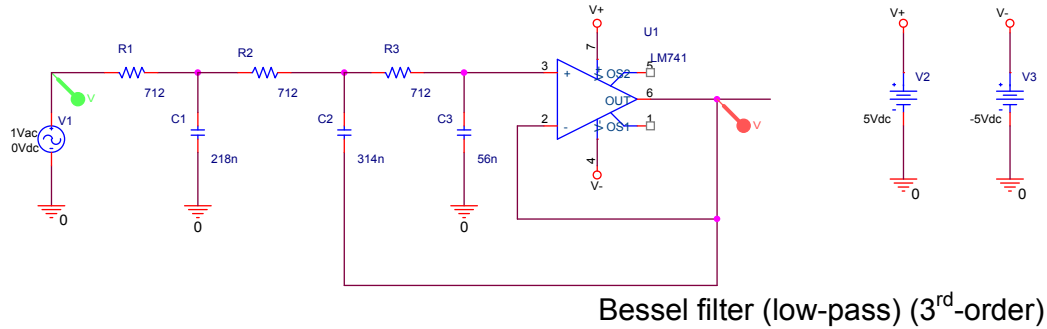 V+
7
U1
R1
R2
R3
LM741
5
OS2
3
+
V+
712
712
712
V
V1
1Vac
0Vdc
C1
218n
C2
314n
C3
56n
OUT
6
V
2
-
V-
OS1
1
4
V-
0
0
0
V+
V2
+
-
5Vdc
0
V-
V3
+
-
-5Vdc
0
Bessel filter (low-pass) (3rd-order)